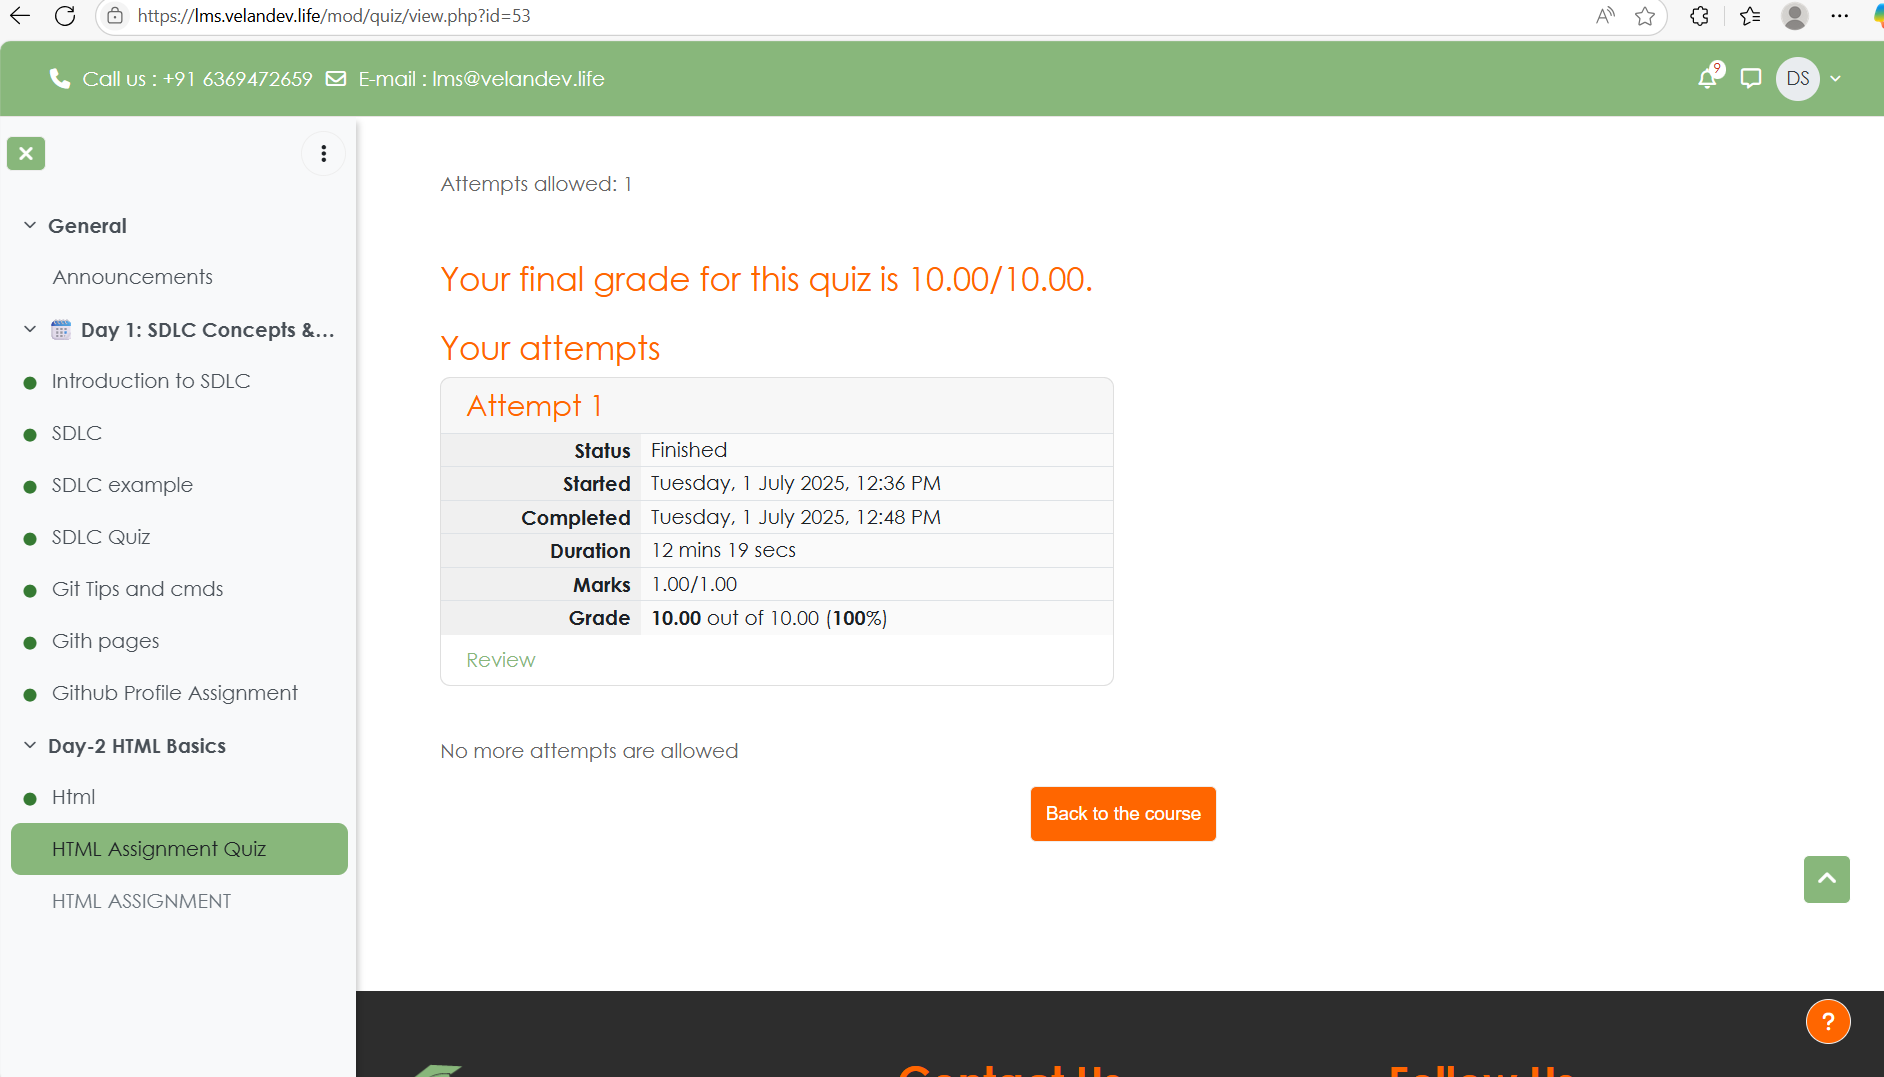 https://lms.velandev.life/mod/quiz/view.php?id=53
Call us : +91 6369472659 E-mail : lms@velandev.life
9
DS
General
Announcements
Day 1: SDLC Concepts &...
Introduction to SDLC
SDLC
SDLC example
SDLC Quiz
Git Tips and cmds
Gith pages
Github Profile Assignment
Day-2 HTML Basics
Html
HTML Assignment Quiz
HTML ASSIGNMENT
Attempts allowed: 1
Your final grade for this quiz is 10.00/10.00.
Your attempts
Attempt 1
Status Finished
Started Tuesday, 1 July 2025, 12:36 PM
Completed Tuesday, 1 July 2025, 12:48 PM
Duration 12 mins 19 secs
Marks 1.00/1.00
Grade 10.00 out of 10.00 (100%)
Review
No more attempts are allowed
Back to the course
?
Contact Us
Follow Us